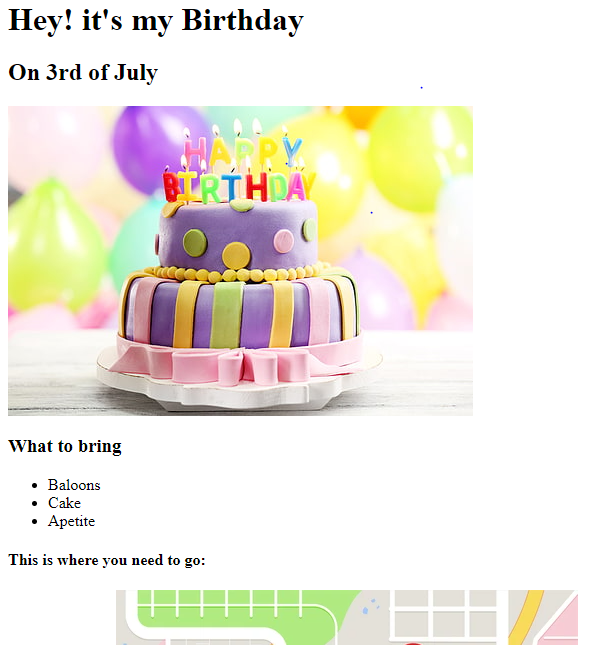 Hey! it's my Birthday
On 3rd of July
HAPPY
BIRTHDAY
What to bring
Baloons
Cake
Apetite
This is where you need to go: